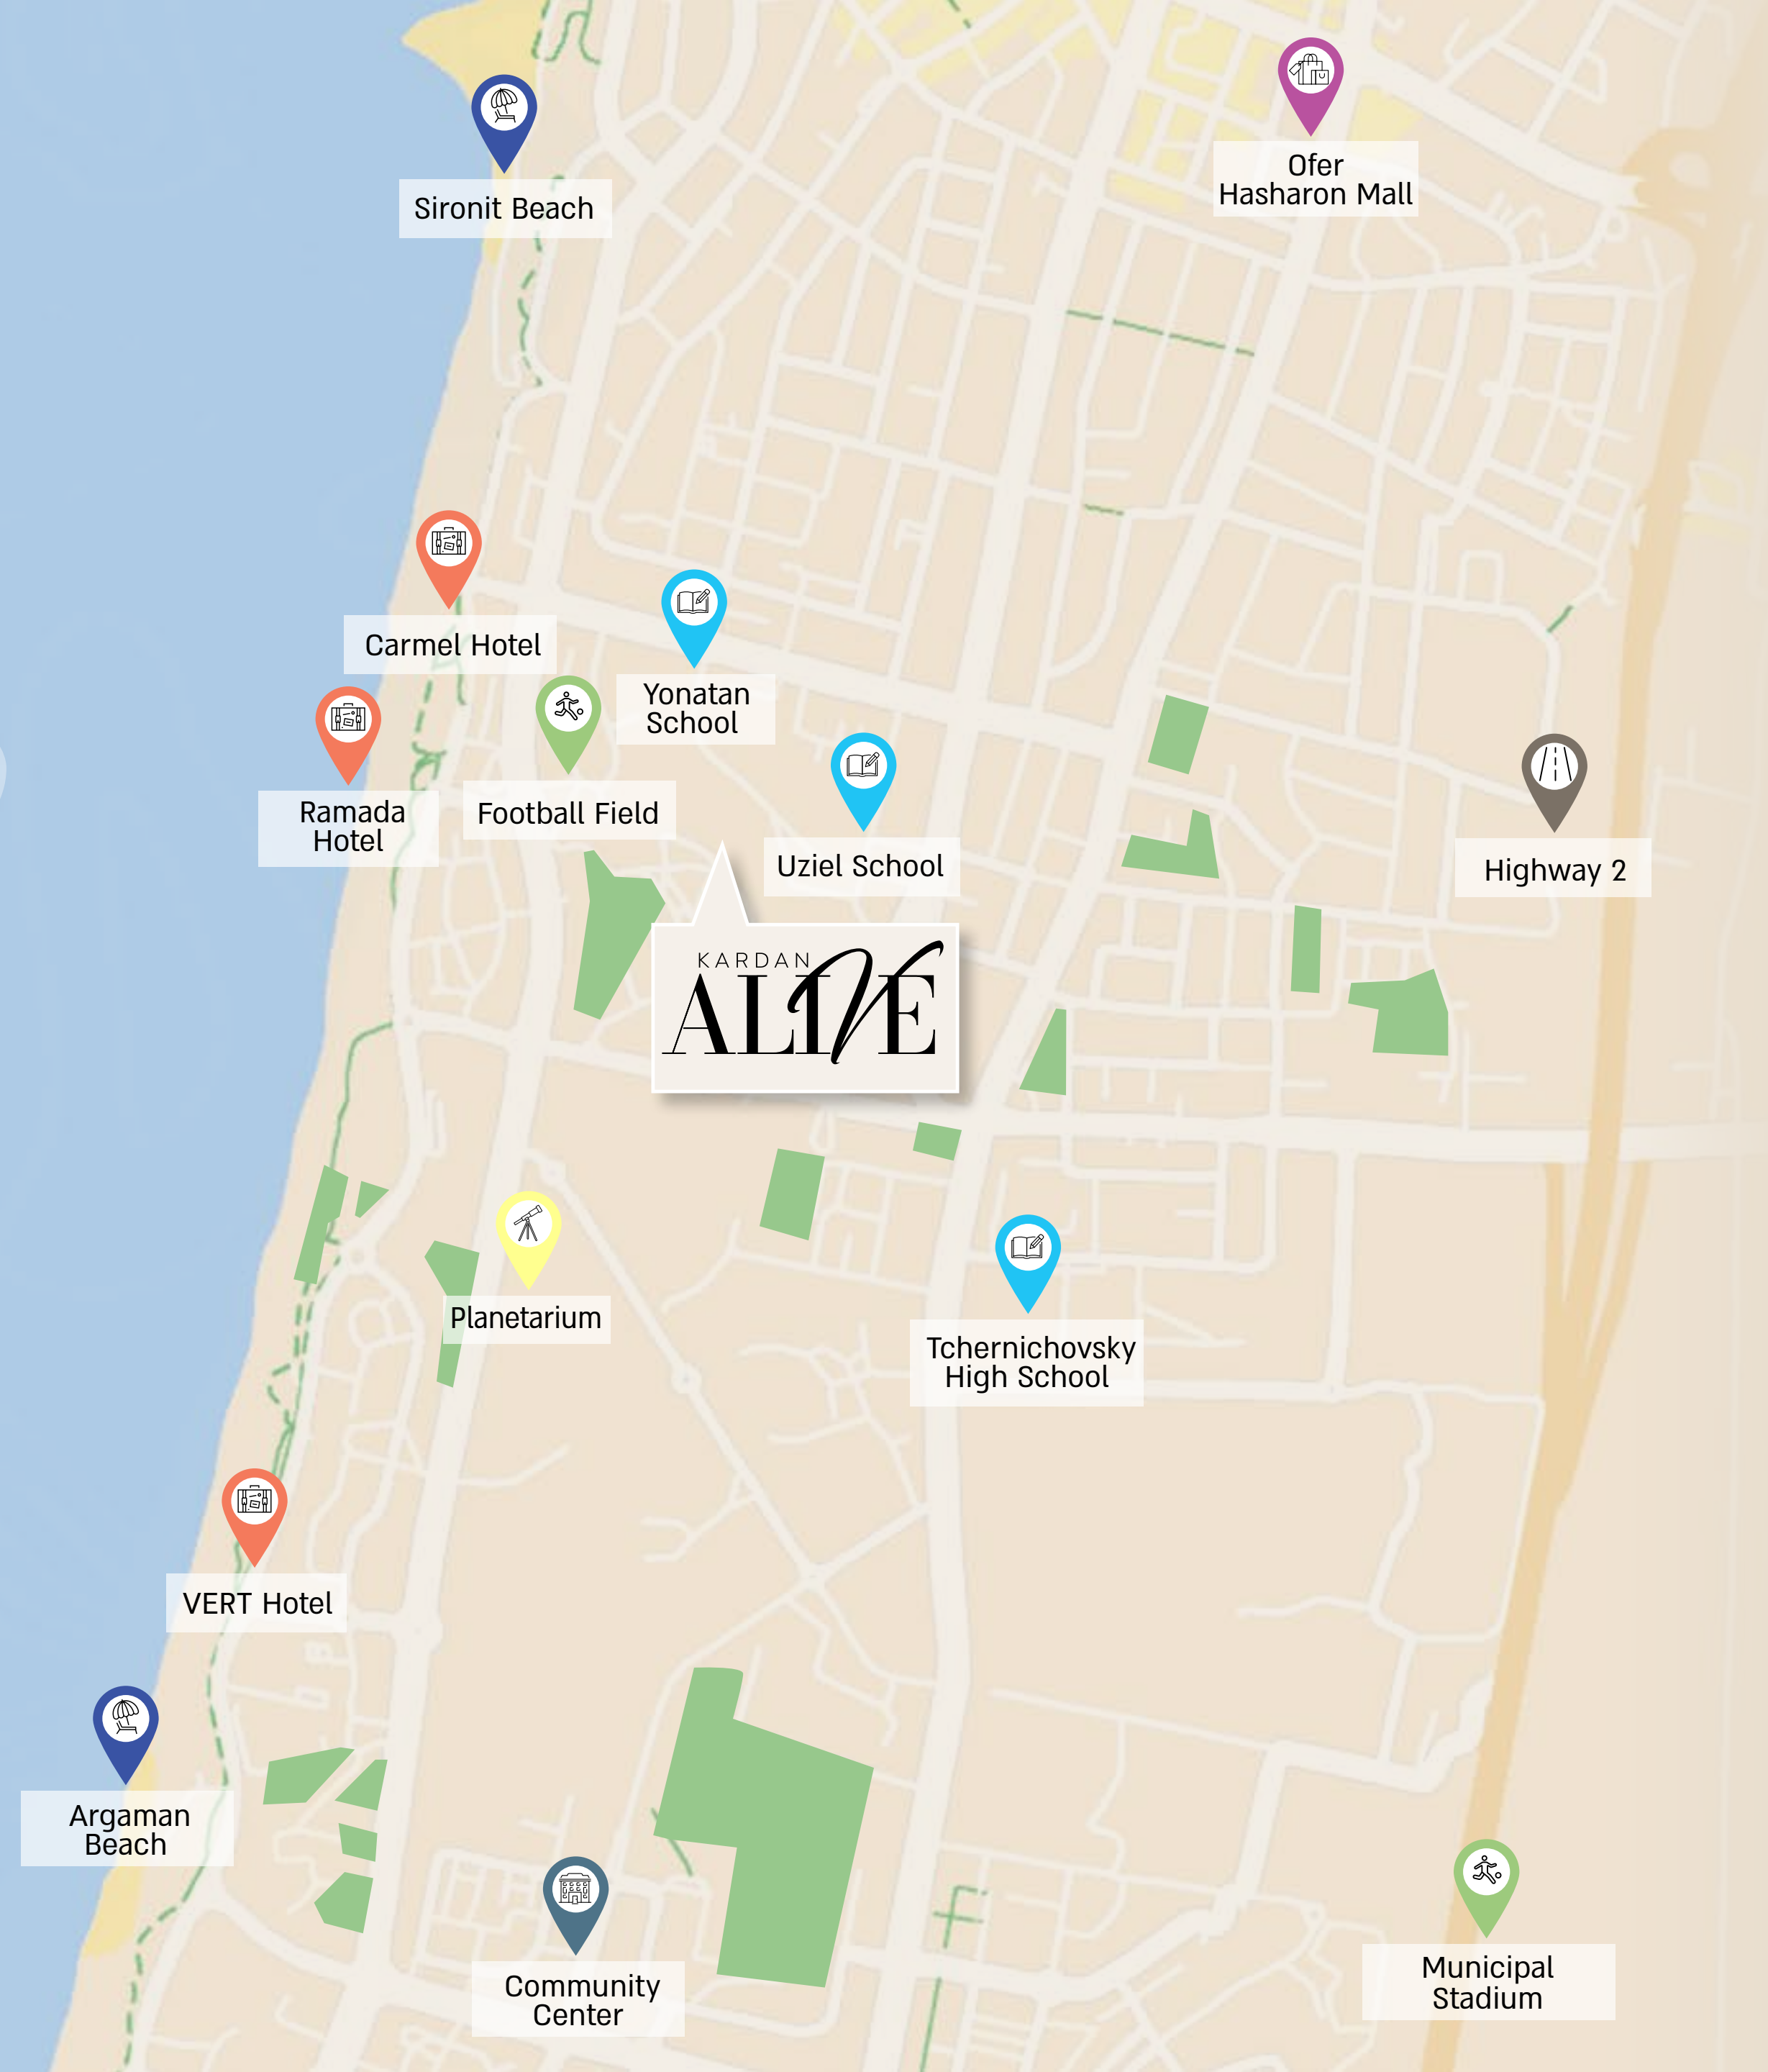 Ofer
Hasharon Mall
Sironit Beach
Carmel Hotel
Yonatan
School
Ramada
Hotel
Football Field
Uziel School
Highway 2
KARDAN
ALIVE
Planetarium
Tchernichovsky
High School
VERT Hotel
Argaman
Beach
Community
Center
Municipal
Stadium